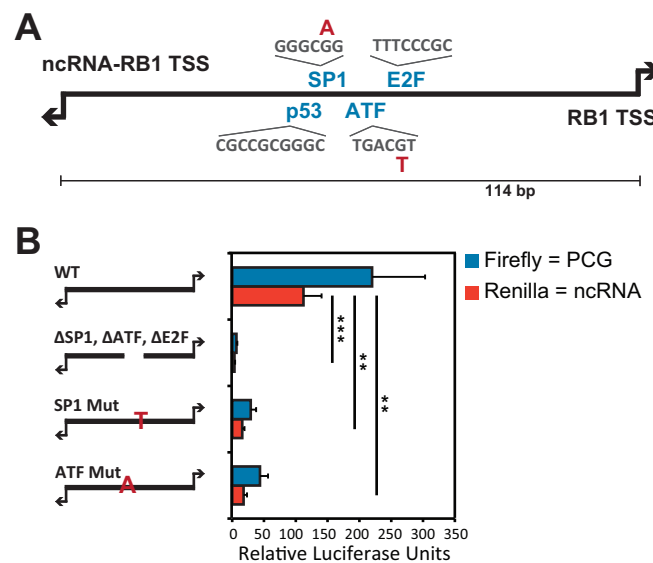 A
A
GGGCGG TTTCCCGC
ncRNA-RB1 TSS
SP1 E2F
p53 ATF
RB1 TSS
CGCCGCGGGC TGACGT
T
114 bp
B
WT
Firefly = PCG
Renilla = ncRNA
ΔSP1, ΔATF, ΔE2F
***
**
**
SP1 Mut
T
ATF Mut
A
0 50 100 150 200 250 300 350
Relative Luciferase Units